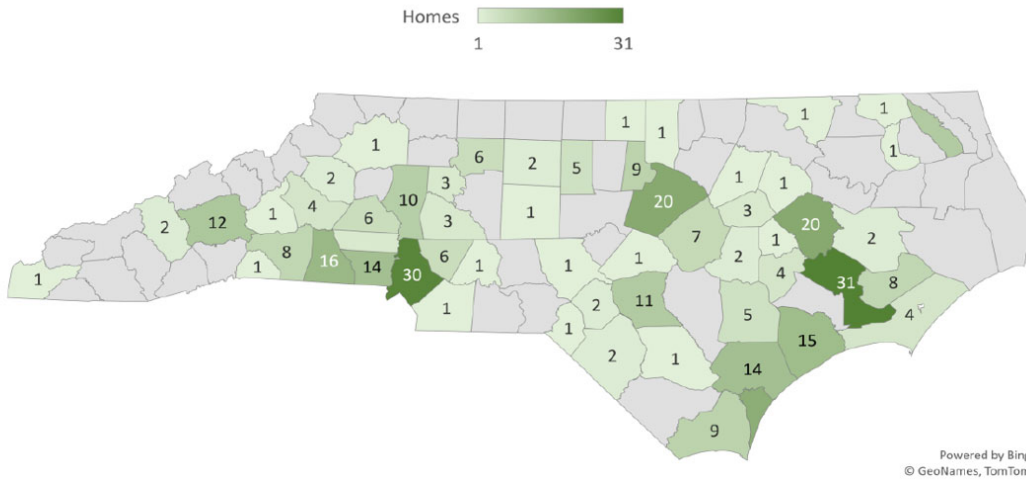 Homes
1 31
1 1
1 1
1
6 2 5 9 1
2 3 1 1
10 20
4 6 3 1 3 20 2
2 12 1 7
8 16 14 30 6 1 1 1 2 1 4 31 8
1 1
1 2 11 5 4
1 15
2 1 14
9
Powered by Bing
© GeoNames, TomTom